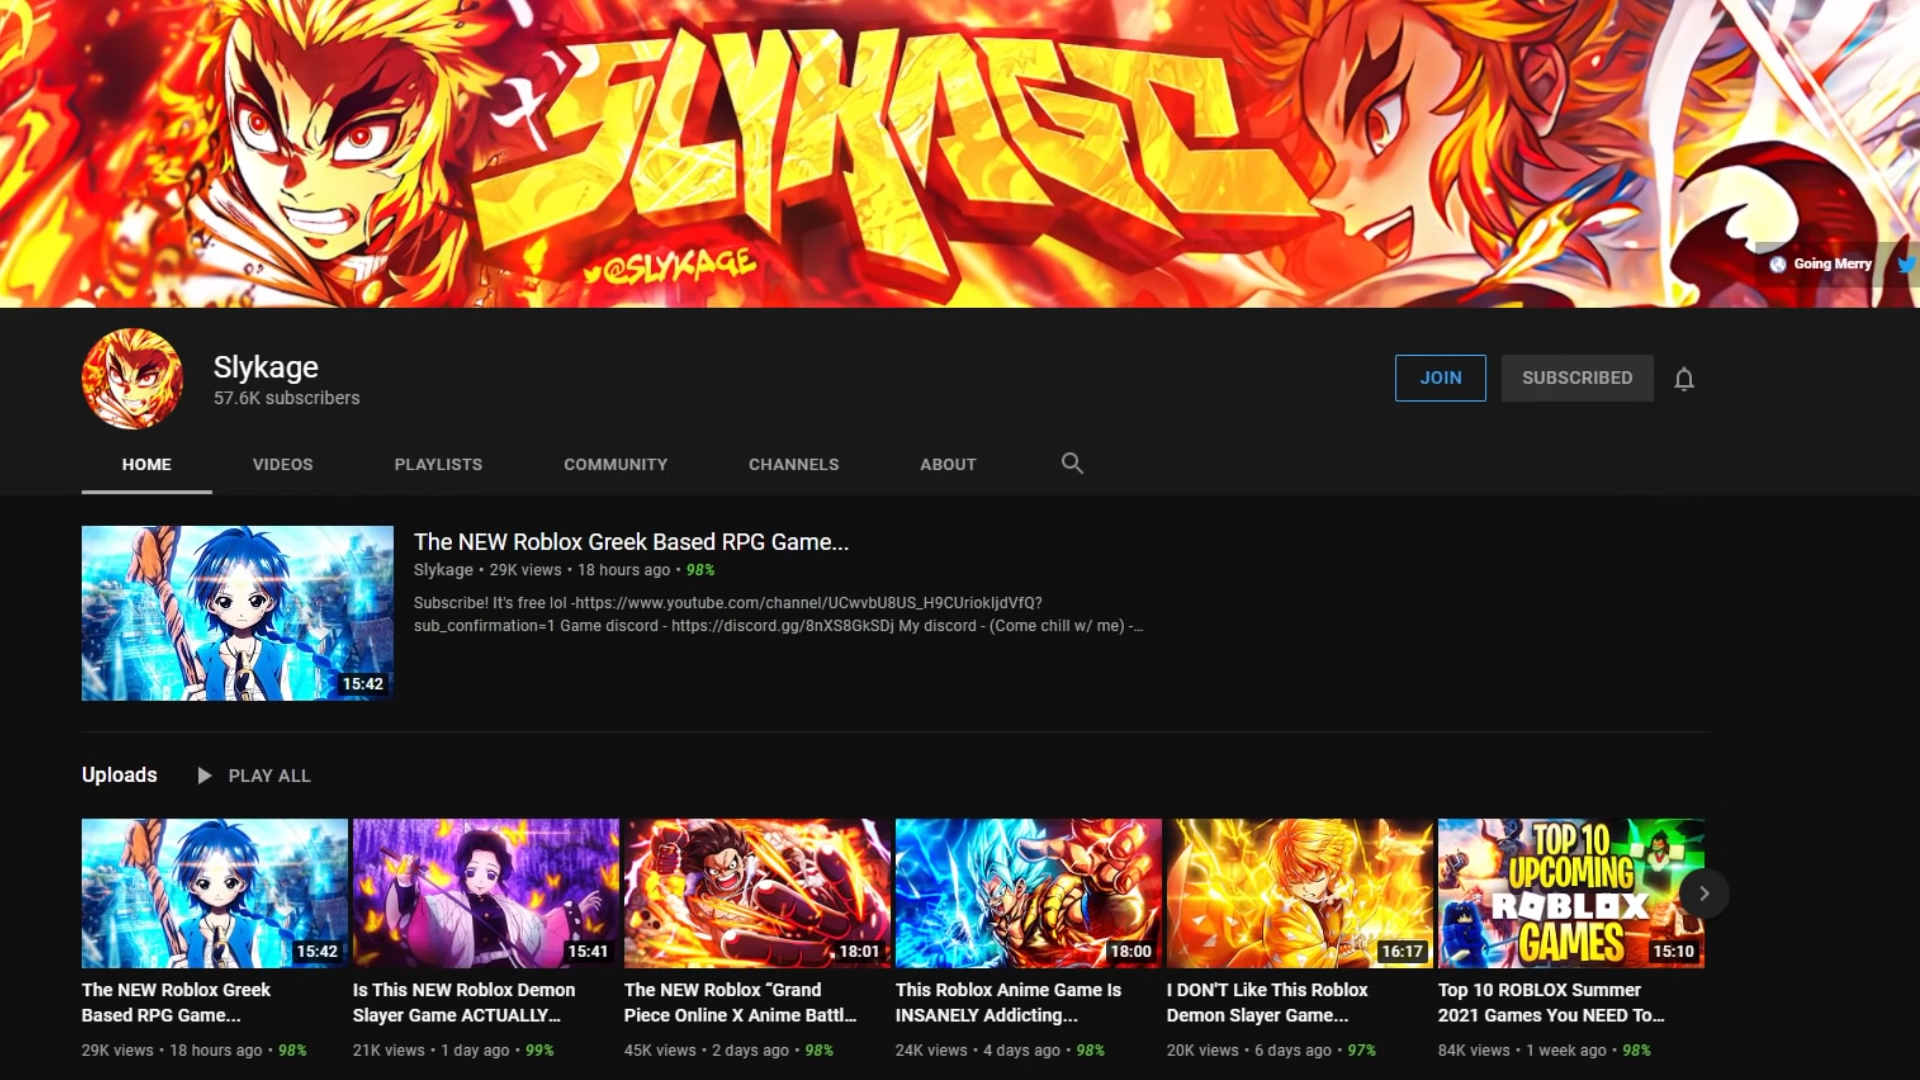 SLYKAGE
@SLYKAGE
Going Merry
Slykage
57.6K subscribers
JOIN
SUBSCRIBED
HOME
VIDEOS
PLAYLISTS
COMMUNITY
CHANNELS
ABOUT
15:42
The NEW Roblox Greek Based RPG Game...
Slykage • 29K views • 18 hours ago • 98%
Subscribe! It's free lol -https://www.youtube.com/channel/UCwvbU8US_H9CUriokIjdVfQ?
sub_confirmation=1 Game discord - https://discord.gg/8nXS8GkSDj My discord - (Come chill w/ me) -...
Uploads
PLAY ALL
15:42
The NEW Roblox Greek
Based RPG Game...
29K views • 18 hours ago • 98%
15:41
Is This NEW Roblox Demon
Slayer Game ACTUALLY...
21K views • 1 day ago • 99%
18:01
The NEW Roblox “Grand
Piece Online X Anime Battl...
45K views • 2 days ago • 98%
18:00
This Roblox Anime Game Is
INSANELY Addicting...
24K views • 4 days ago • 98%
16:17
I DON'T Like This Roblox
Demon Slayer Game...
20K views • 6 days ago • 97%
TOP 10
UPCOMING
ROBLOX
GAMES
15:10
Top 10 ROBLOX Summer
2021 Games You NEED To...
84K views • 1 week ago • 98%